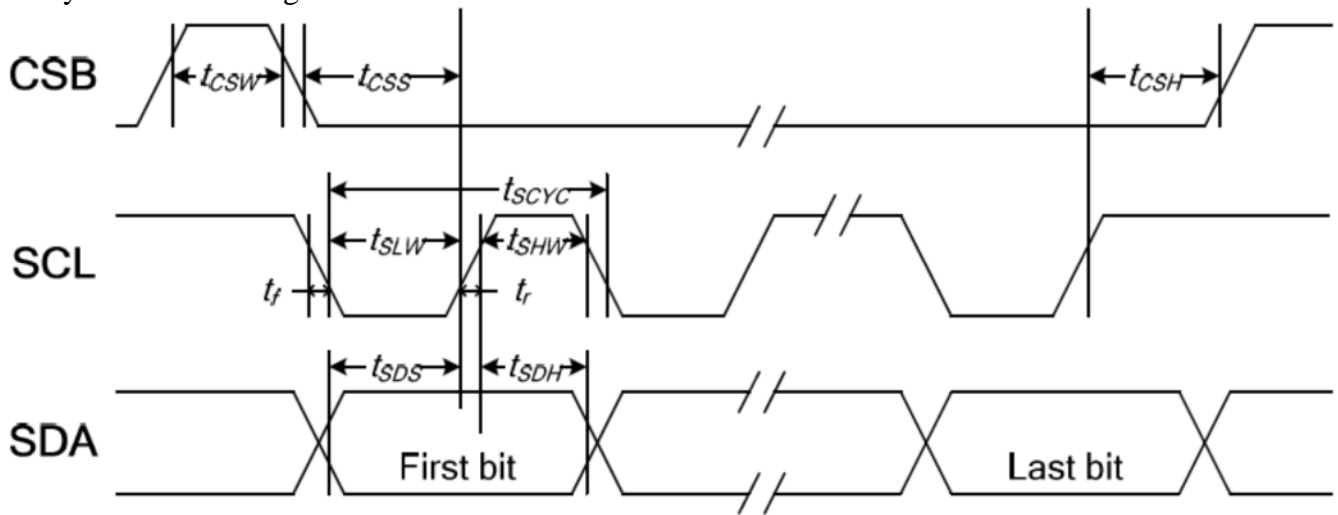 CSB
tCSW
tCSS
tCSH
tSCYC
SCL
tSLW
tSHW
tf
tr
tSDS
tSDH
SDA
First bit
Last bit